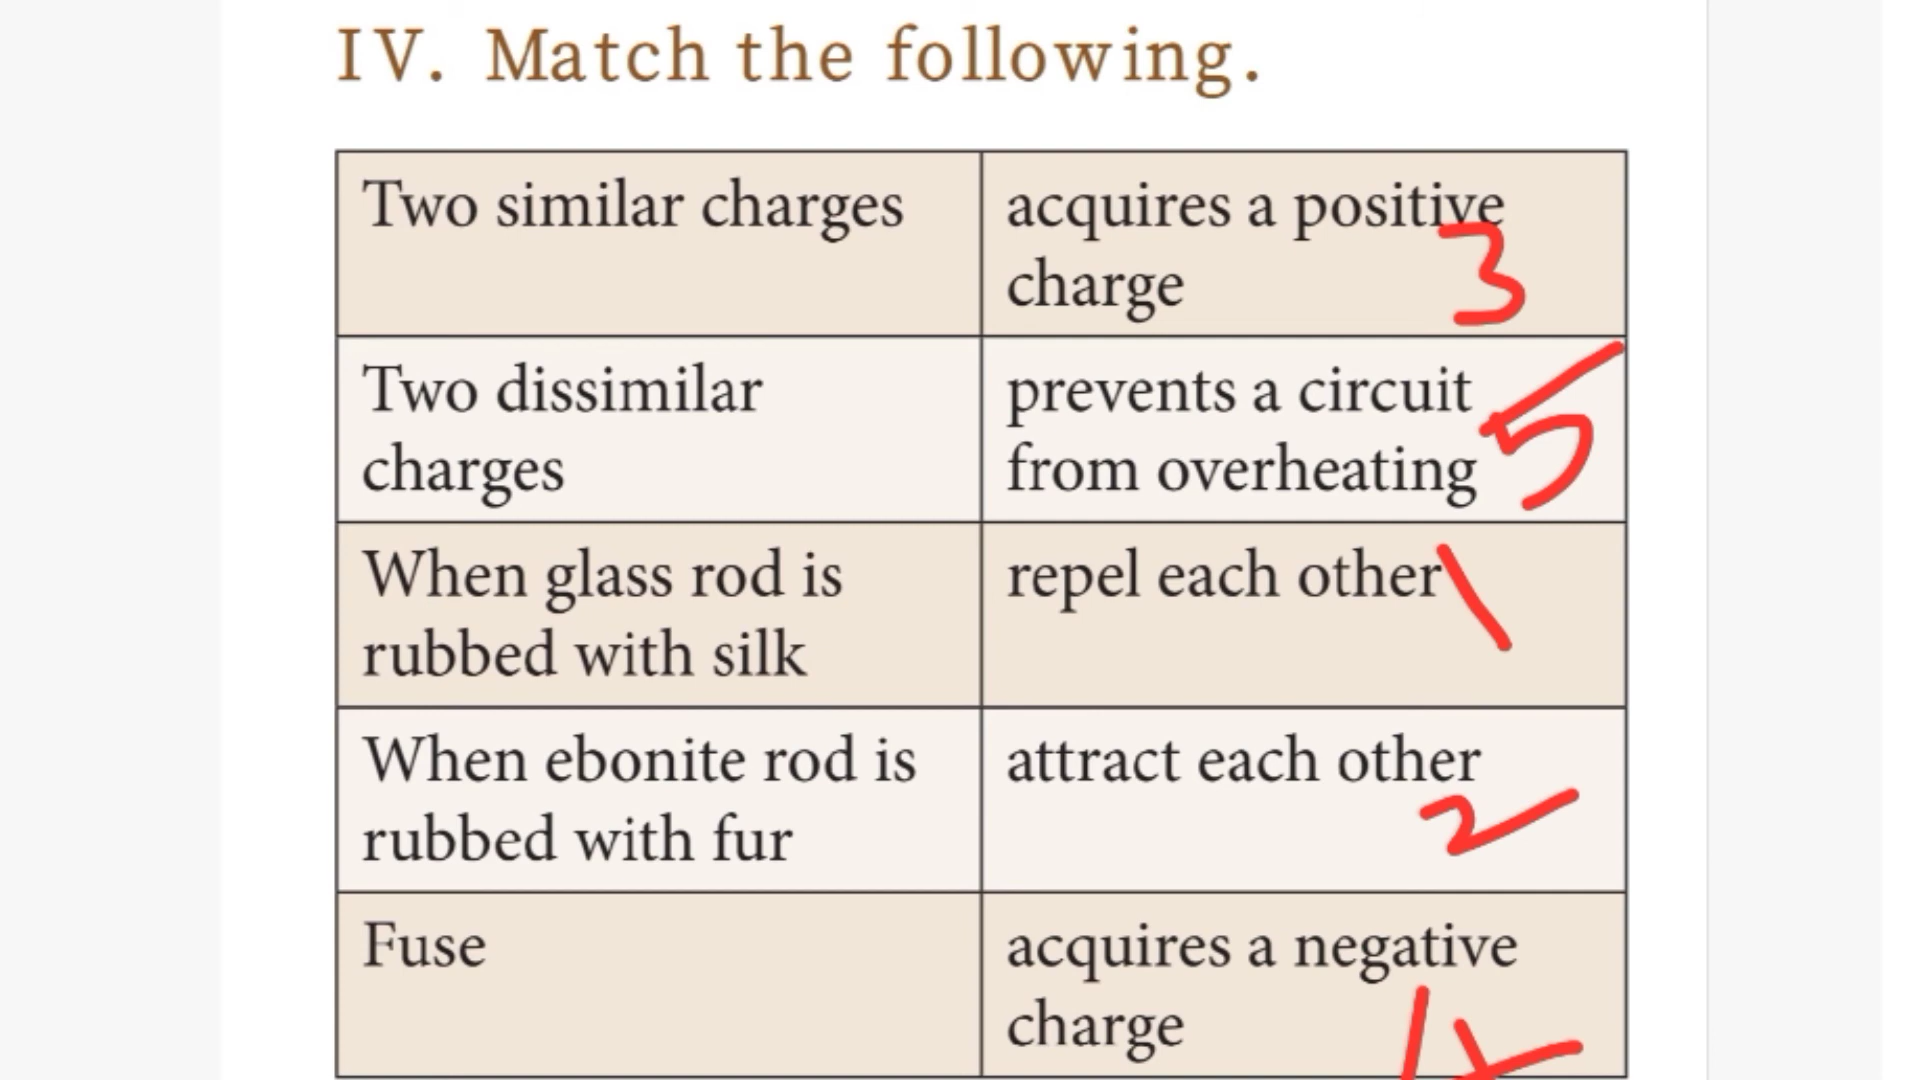 IV. Match the following.
Two similar charges
acquires a positive
charge
3
Two dissimilar
charges
prevents a circuit
from overheating
5
When glass rod is
rubbed with silk
repel each other
1
When ebonite rod is
rubbed with fur
attract each other
2
Fuse
acquires a negative
charge
4